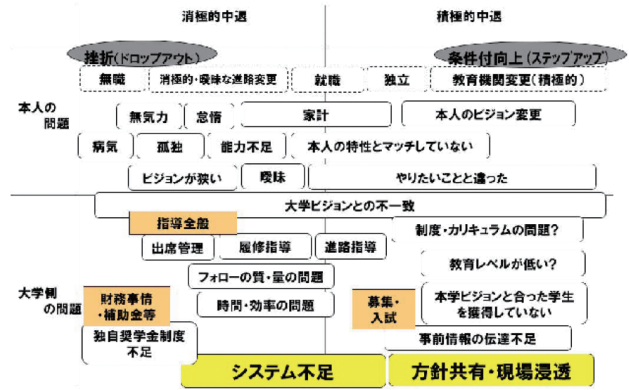 消極的中退
積極的中退
挫折(ドロップアウト)
条件付向上(ステップアップ)
無職
消極的・曖昧な進路変更
就職
独立
教育機関変更(積極的)
本人の
問題
無気力
怠惰
家計
本人のビジョン変更
病気
孤独
能力不足
本人の特性とマッチしていない
ビジョンが狭い
曖昧
やりたいことと違った
大学ビジョンとの不一致
指導全般
出席管理
履修指導
進路指導
制度・カリキュラムの問題?
フォローの質・量の問題
教育レベルが低い?
大学側
の問題
財務事情
・補助金等
時間・効率の問題
募集・
入試
本学ビジョンと合った学生
を獲得していない
独自奨学金制度
不足
事前情報の伝達不足
システム不足
方針共有・現場浸透